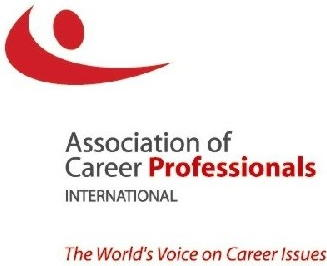 Association of
Career Professionals
INTERNATIONAL
The World's Voice on Career Issues